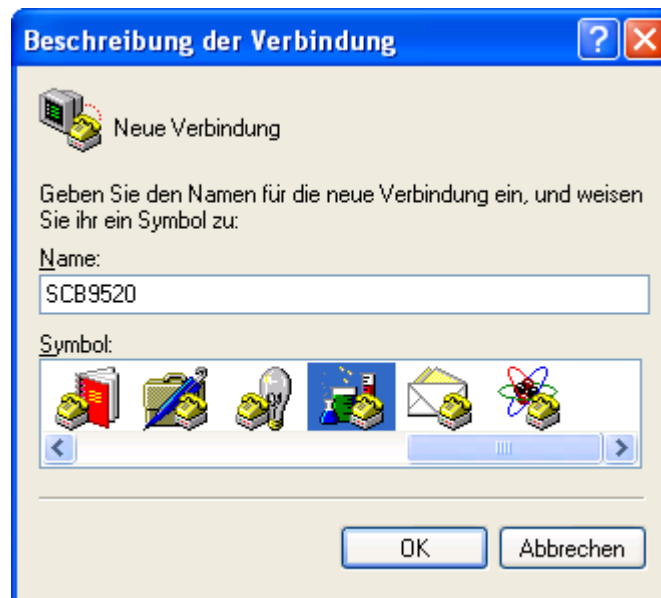 Beschreibung der Verbindung
Neue Verbindung
Geben Sie den Namen für die neue Verbindung ein, und weisen
Sie ihr ein Symbol zu:
Name:
SCB9520
Symbol:
OK
Abbrechen